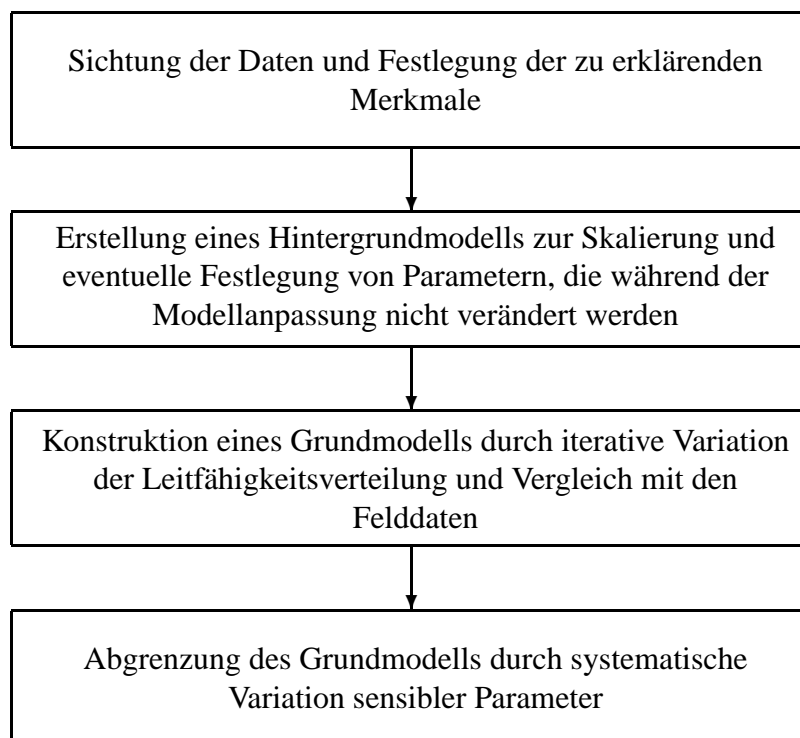 Sichtung der Daten und Festlegung der zu erklärenden
Merkmale
Erstellung eines Hintergrundmodells zur Skalierung und
eventuelle Festlegung von Parametern, die während der
Modellanpassung nicht verändert werden
Konstruktion eines Grundmodells durch iterative Variation
der Leitfähigkeitsverteilung und Vergleich mit den
Felddaten
Abgrenzung des Grundmodells durch systematische
Variation sensibler Parameter